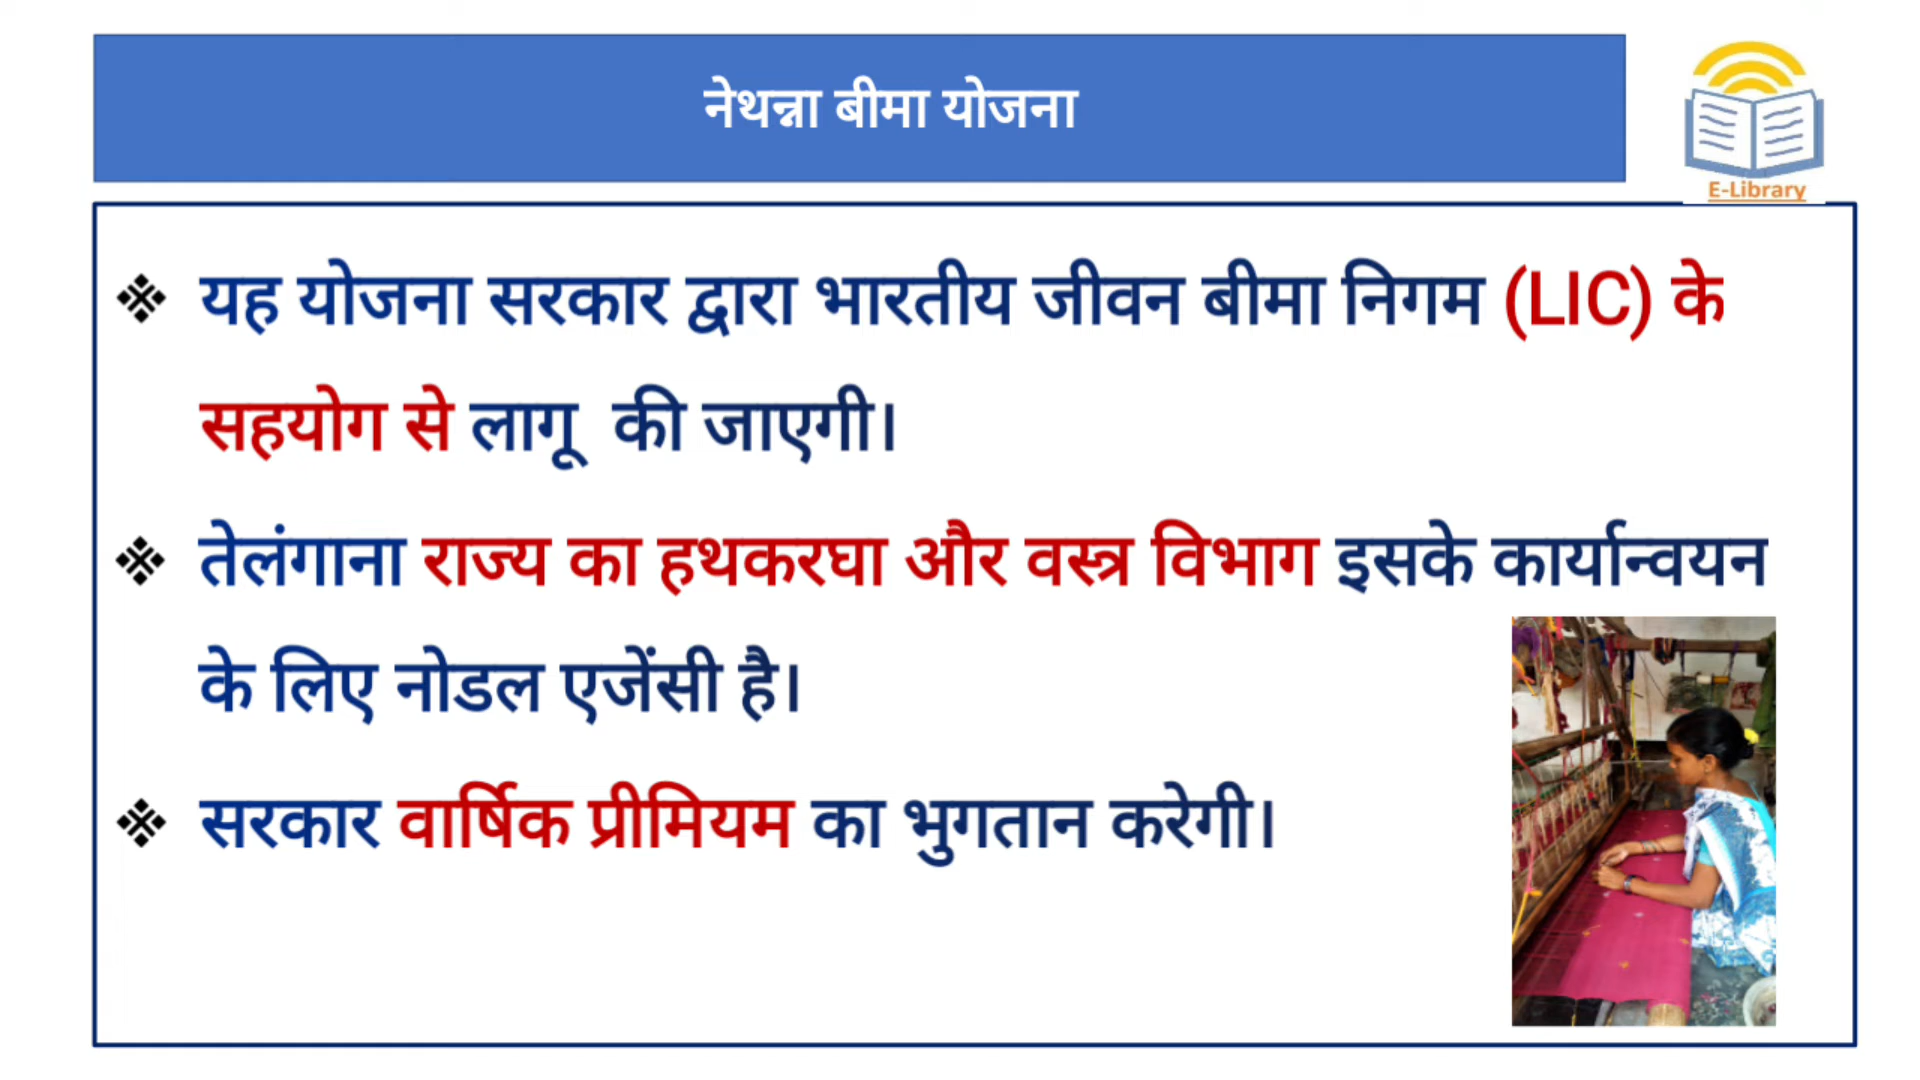 नेथन्ना बीमा योजना
E-Library
❖ यह योजना सरकार द्वारा भारतीय जीवन बीमा निगम (LIC) के
सहयोग से लागू की जाएगी।
❖ तेलंगाना राज्य का हथकरघा और वस्त्र विभाग इसके कार्यान्वयन
के लिए नोडल एजेंसी है।
❖ सरकार वार्षिक प्रीमियम का भुगतान करेगी।